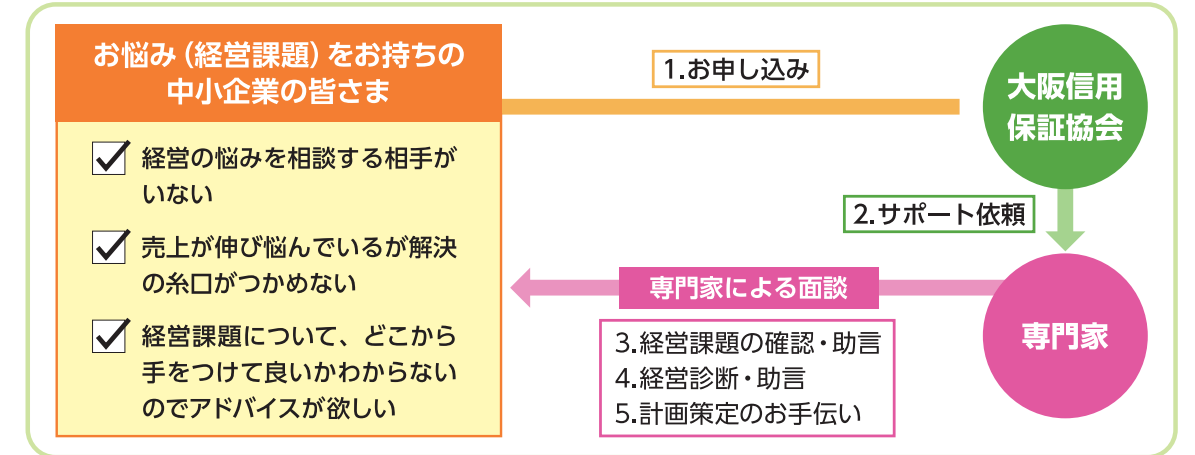 お悩み(経営課題)をお持ちの
中小企業の皆さま
経営の悩みを相談する相手が
いない
売上が伸び悩んでいるが解決
の糸口がつかめない
経営課題について、どこから
手をつけて良いかわからない
のでアドバイスが欲しい
1.お申し込み
大阪信用
保証協会
2.サポート依頼
専門家
専門家による面談
3.経営課題の確認・助言
4.経営診断・助言
5.計画策定のお手伝い